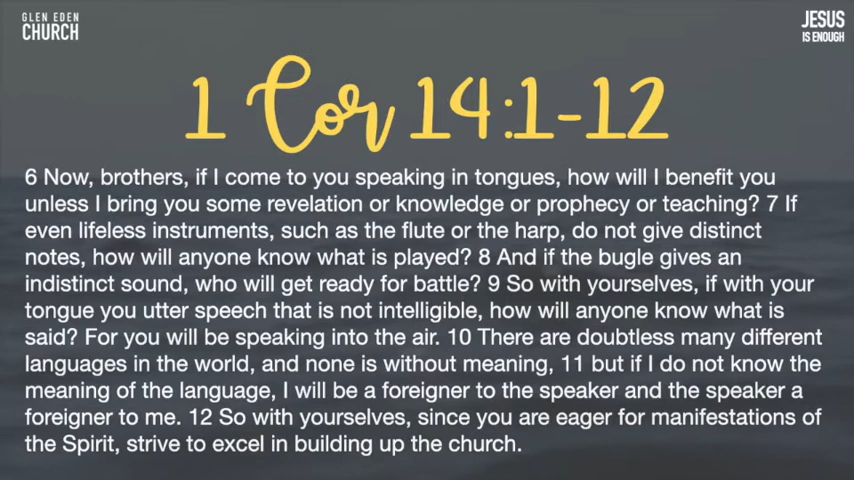 GLEN EDEN
CHURCH
JESUS
IS ENOUGH
1 Cor 14:1-12
6 Now, brothers, if I come to you speaking in tongues, how will I benefit you
unless I bring you some revelation or knowledge or prophecy or teaching? 7 If
even lifeless instruments, such as the flute or the harp, do not give distinct
notes, how will anyone know what is played? 8 And if the bugle gives an
indistinct sound, who will get ready for battle? 9 So with yourselves, if with your
tongue you utter speech that is not intelligible, how will anyone know what is
said? For you will be speaking into the air. 10 There are doubtless many different
languages in the world, and none is without meaning, 11 but if I do not know the
meaning of the language, I will be a foreigner to the speaker and the speaker a
foreigner to me. 12 So with yourselves, since you are eager for manifestations of
the Spirit, strive to excel in building up the church.